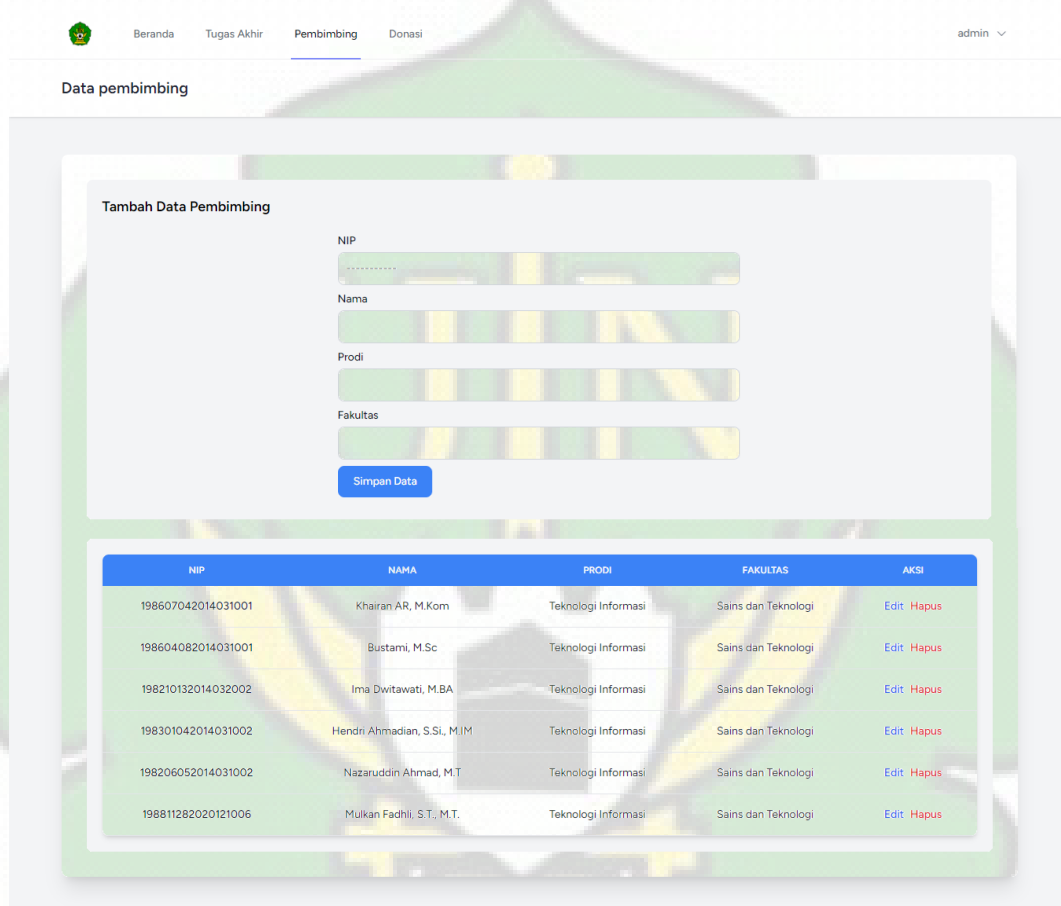 Beranda Tugas Akhir Pembimbing Donasi admin
Data pembimbing
Tambah Data Pembimbing
NIP
-----------
Nama
Prodi
Fakultas
Simpan Data
NIP NAMA PRODI FAKULTAS AKSI
198607042014031001 Khairan AR, M.Kom Teknologi Informasi Sains dan Teknologi Edit Hapus
198604082014031001 Bustami, M.Sc Teknologi Informasi Sains dan Teknologi Edit Hapus
198210132014032002 Ima Dwitawati, M.BA Teknologi Informasi Sains dan Teknologi Edit Hapus
198301042014031002 Hendri Ahmadian, S.Si., M.IM Teknologi Informasi Sains dan Teknologi Edit Hapus
198206052014031002 Nazaruddin Ahmad, M.T Teknologi Informasi Sains dan Teknologi Edit Hapus
198811282020121006 Mulkan Fadhli, S.T., M.T. Teknologi Informasi Sains dan Teknologi Edit Hapus